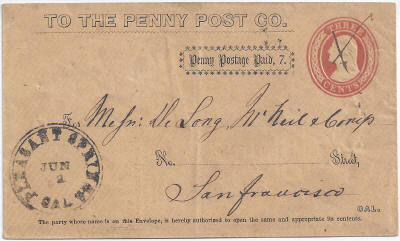 TO THE PENNY POST CO.
THREE
CENTS
Penny Postage Paid, 7.
To Messrs: De Long, McNeil & Comp
PLEASANT SPRINGS
JUN
2
CAL
No. Street,
San francisco
CAL.
The party whose name is on this Envelope, is hereby authorized to open the same and appropriate its contents.